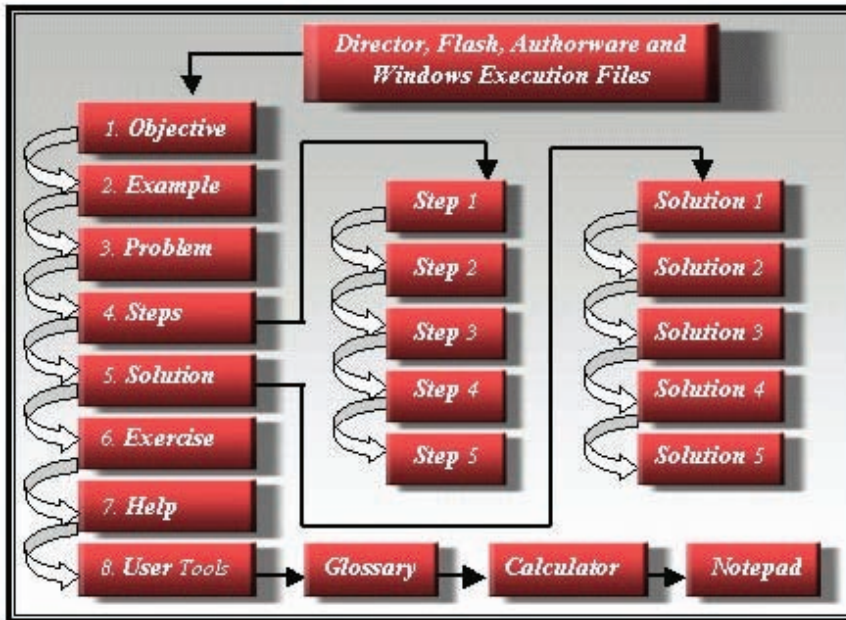 Director, Flash, Authorware and
Windows Execution Files
1. Objective
2. Example
3. Problem
4. Steps
5. Solution
6. Exercise
7. Help
8. User Tools
Step 1
Step 2
Step 3
Step 4
Step 5
Solution 1
Solution 2
Solution 3
Solution 4
Solution 5
Glossary
Calculator
Notepad